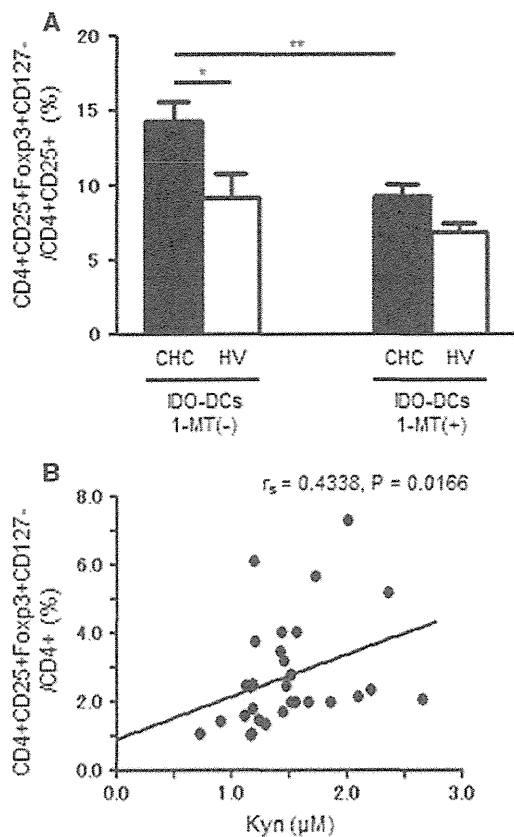 A
CD4+CD25+Foxp3+CD127-
/CD4+CD25+ (%)
20
15
10
5
0
*
**
CHC HV CHC HV
IDO-DCs IDO-DCs
1-MT(-) 1-MT(+)
B
rs = 0.4338, P = 0.0166
CD4+CD25+Foxp3+CD127-
/CD4+ (%)
8.0
6.0
4.0
2.0
0.0
0.0 1.0 2.0 3.0
Kyn (µM)